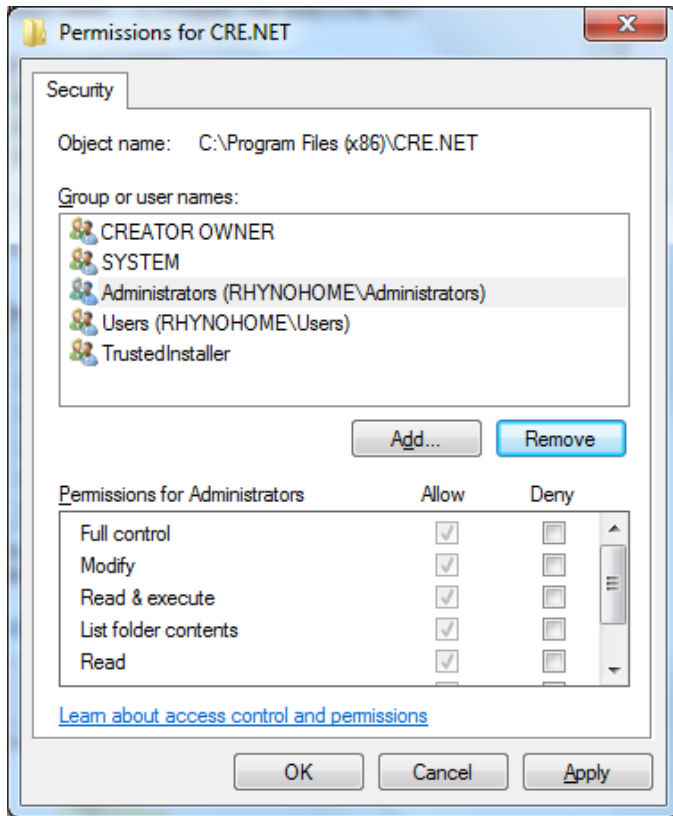 Permissions for CRE.NET
Security
Object name: C:\Program Files (x86)\CRE.NET
Group or user names:
CREATOR OWNER
SYSTEM
Administrators (RHYNOHOME\Administrators)
Users (RHYNOHOME\Users)
TrustedInstaller
Add... Remove
Permissions for Administrators Allow Deny
Full control
Modify
Read & execute
List folder contents
Read
Learn about access control and permissions
OK Cancel Apply